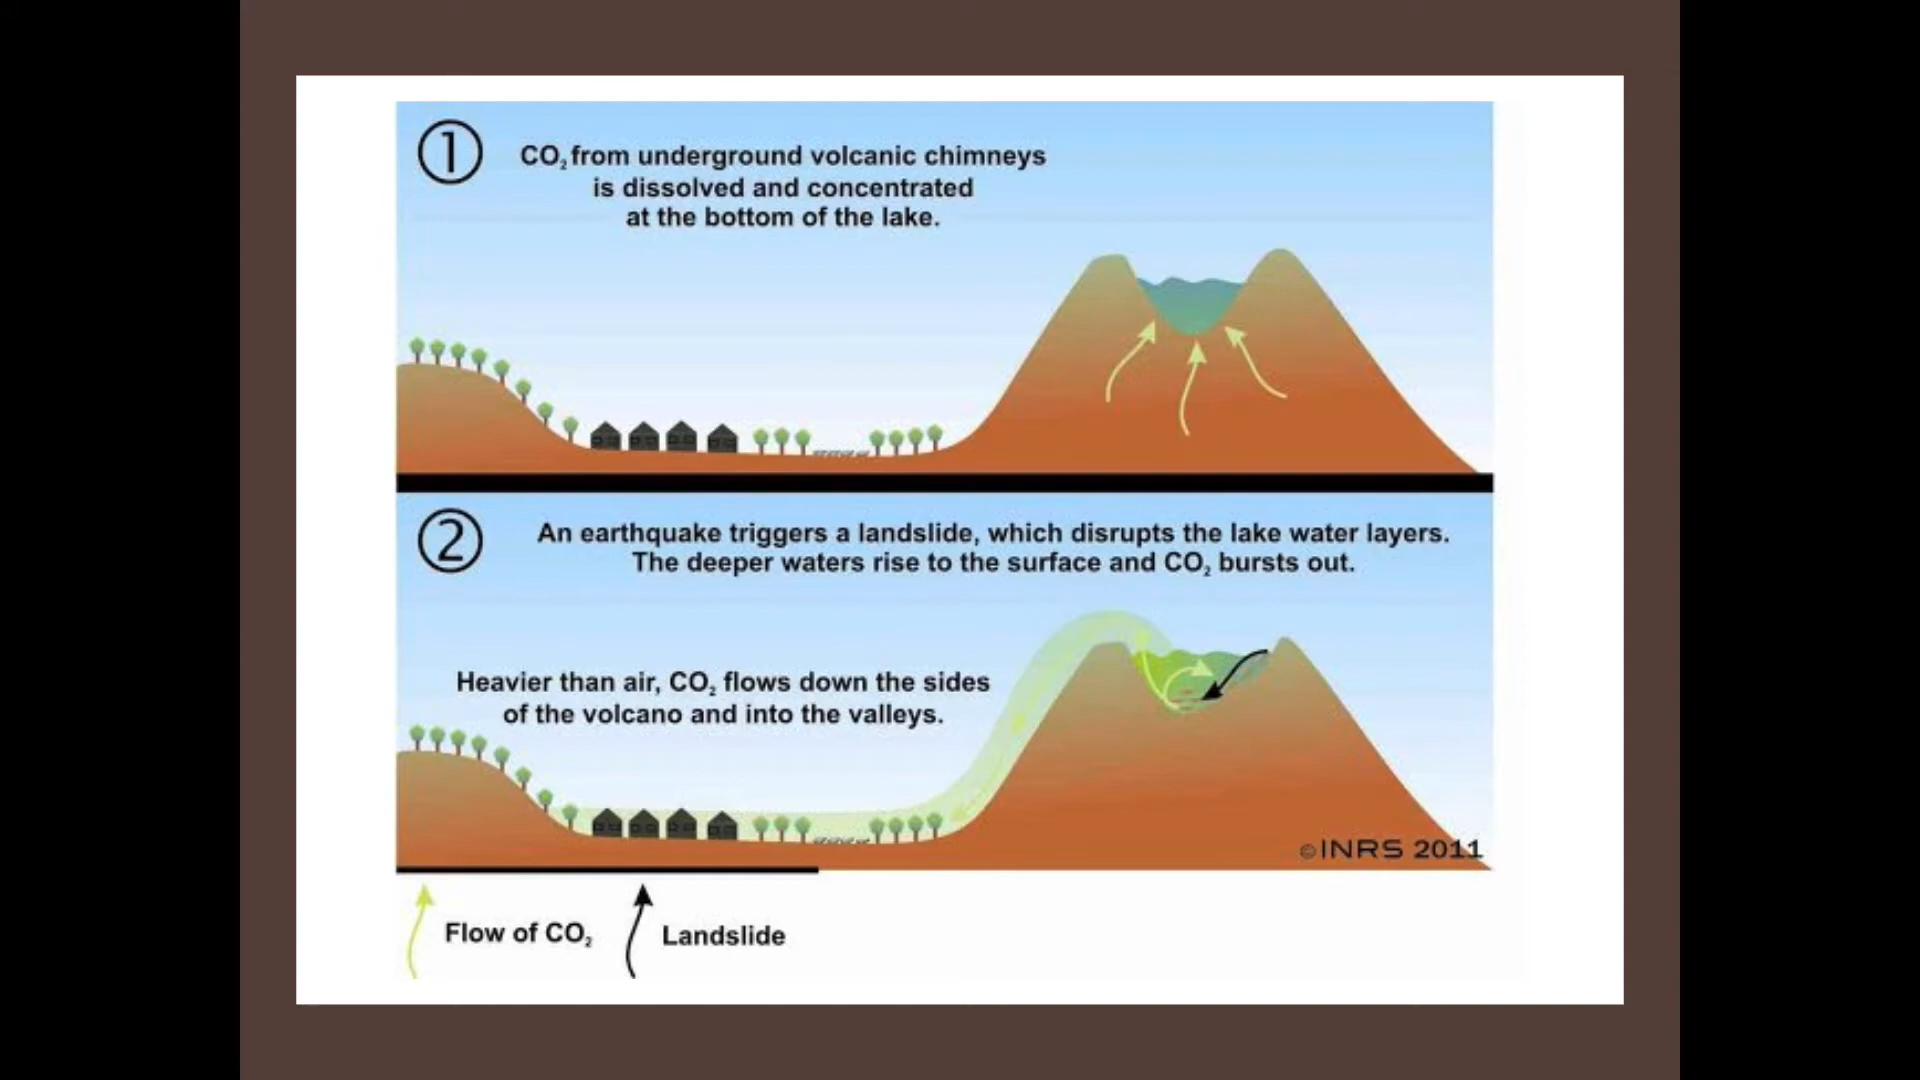 1
CO₂ from underground volcanic chimneys
is dissolved and concentrated
at the bottom of the lake.
2
An earthquake triggers a landslide, which disrupts the lake water layers.
The deeper waters rise to the surface and CO₂ bursts out.
Heavier than air, CO₂ flows down the sides
of the volcano and into the valleys.
©INRS 2011
Flow of CO₂
Landslide